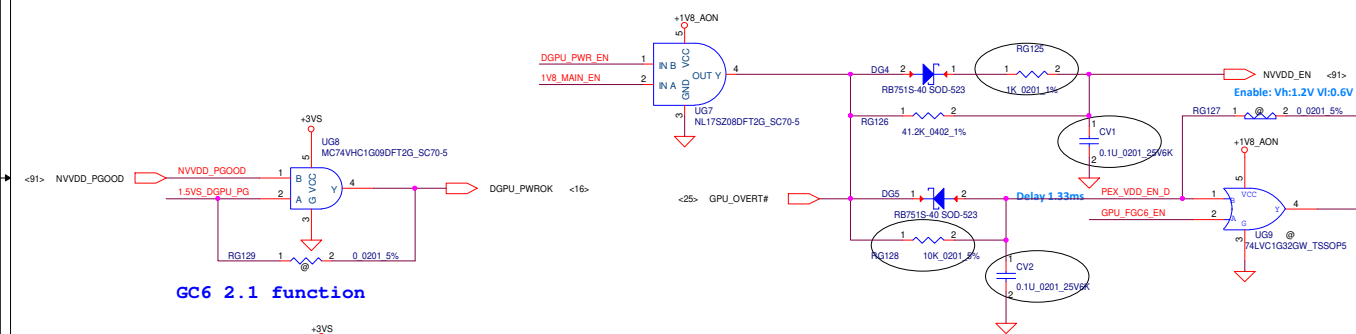 +1V8_AON
5
VCC
DGPU_PWR_EN 1 IN B
1V8_MAIN_EN 2 IN A
OUT Y 4
GND
3
UG7
NL17SZ08DFT2G_SC70-5
DG4 2 1
RB751S-40 SOD-523
RG125
1 2
1K_0201_1%
RG126 1 2
41.2K_0402_1%
NVVDD_EN <91>
Enable: Vh:1.2V Vl:0.6V
1
CV1
0.1U_0201_25V6K
2
RG127 1 @ 2 0_0201_5%
+3VS
UG8
MC74VHC1G09DFT2G_SC70-5
5
<91> NVVDD_PGOOD 1 B
1.5VS_DGPU_PG 2 A
VCC
G
Y 4
3
DGPU_PWROK <16>
RG129 1 2 0_0201_5%
@
GC6 2.1 function
+3VS
<25> GPU_OVERT#
DG5 1 2
RB751S-40 SOD-523
1 2
RG128 10K_0201_5%
Delay 1.33ms
1
CV2
0.1U_0201_25V6K
2
+1V8_AON
5
VCC
PEX_VDD_EN_D 1 B
GPU_FGC6_EN 2 A
Y 4
G
3
UG9 @
74LVC1G32GW_TSSOP5